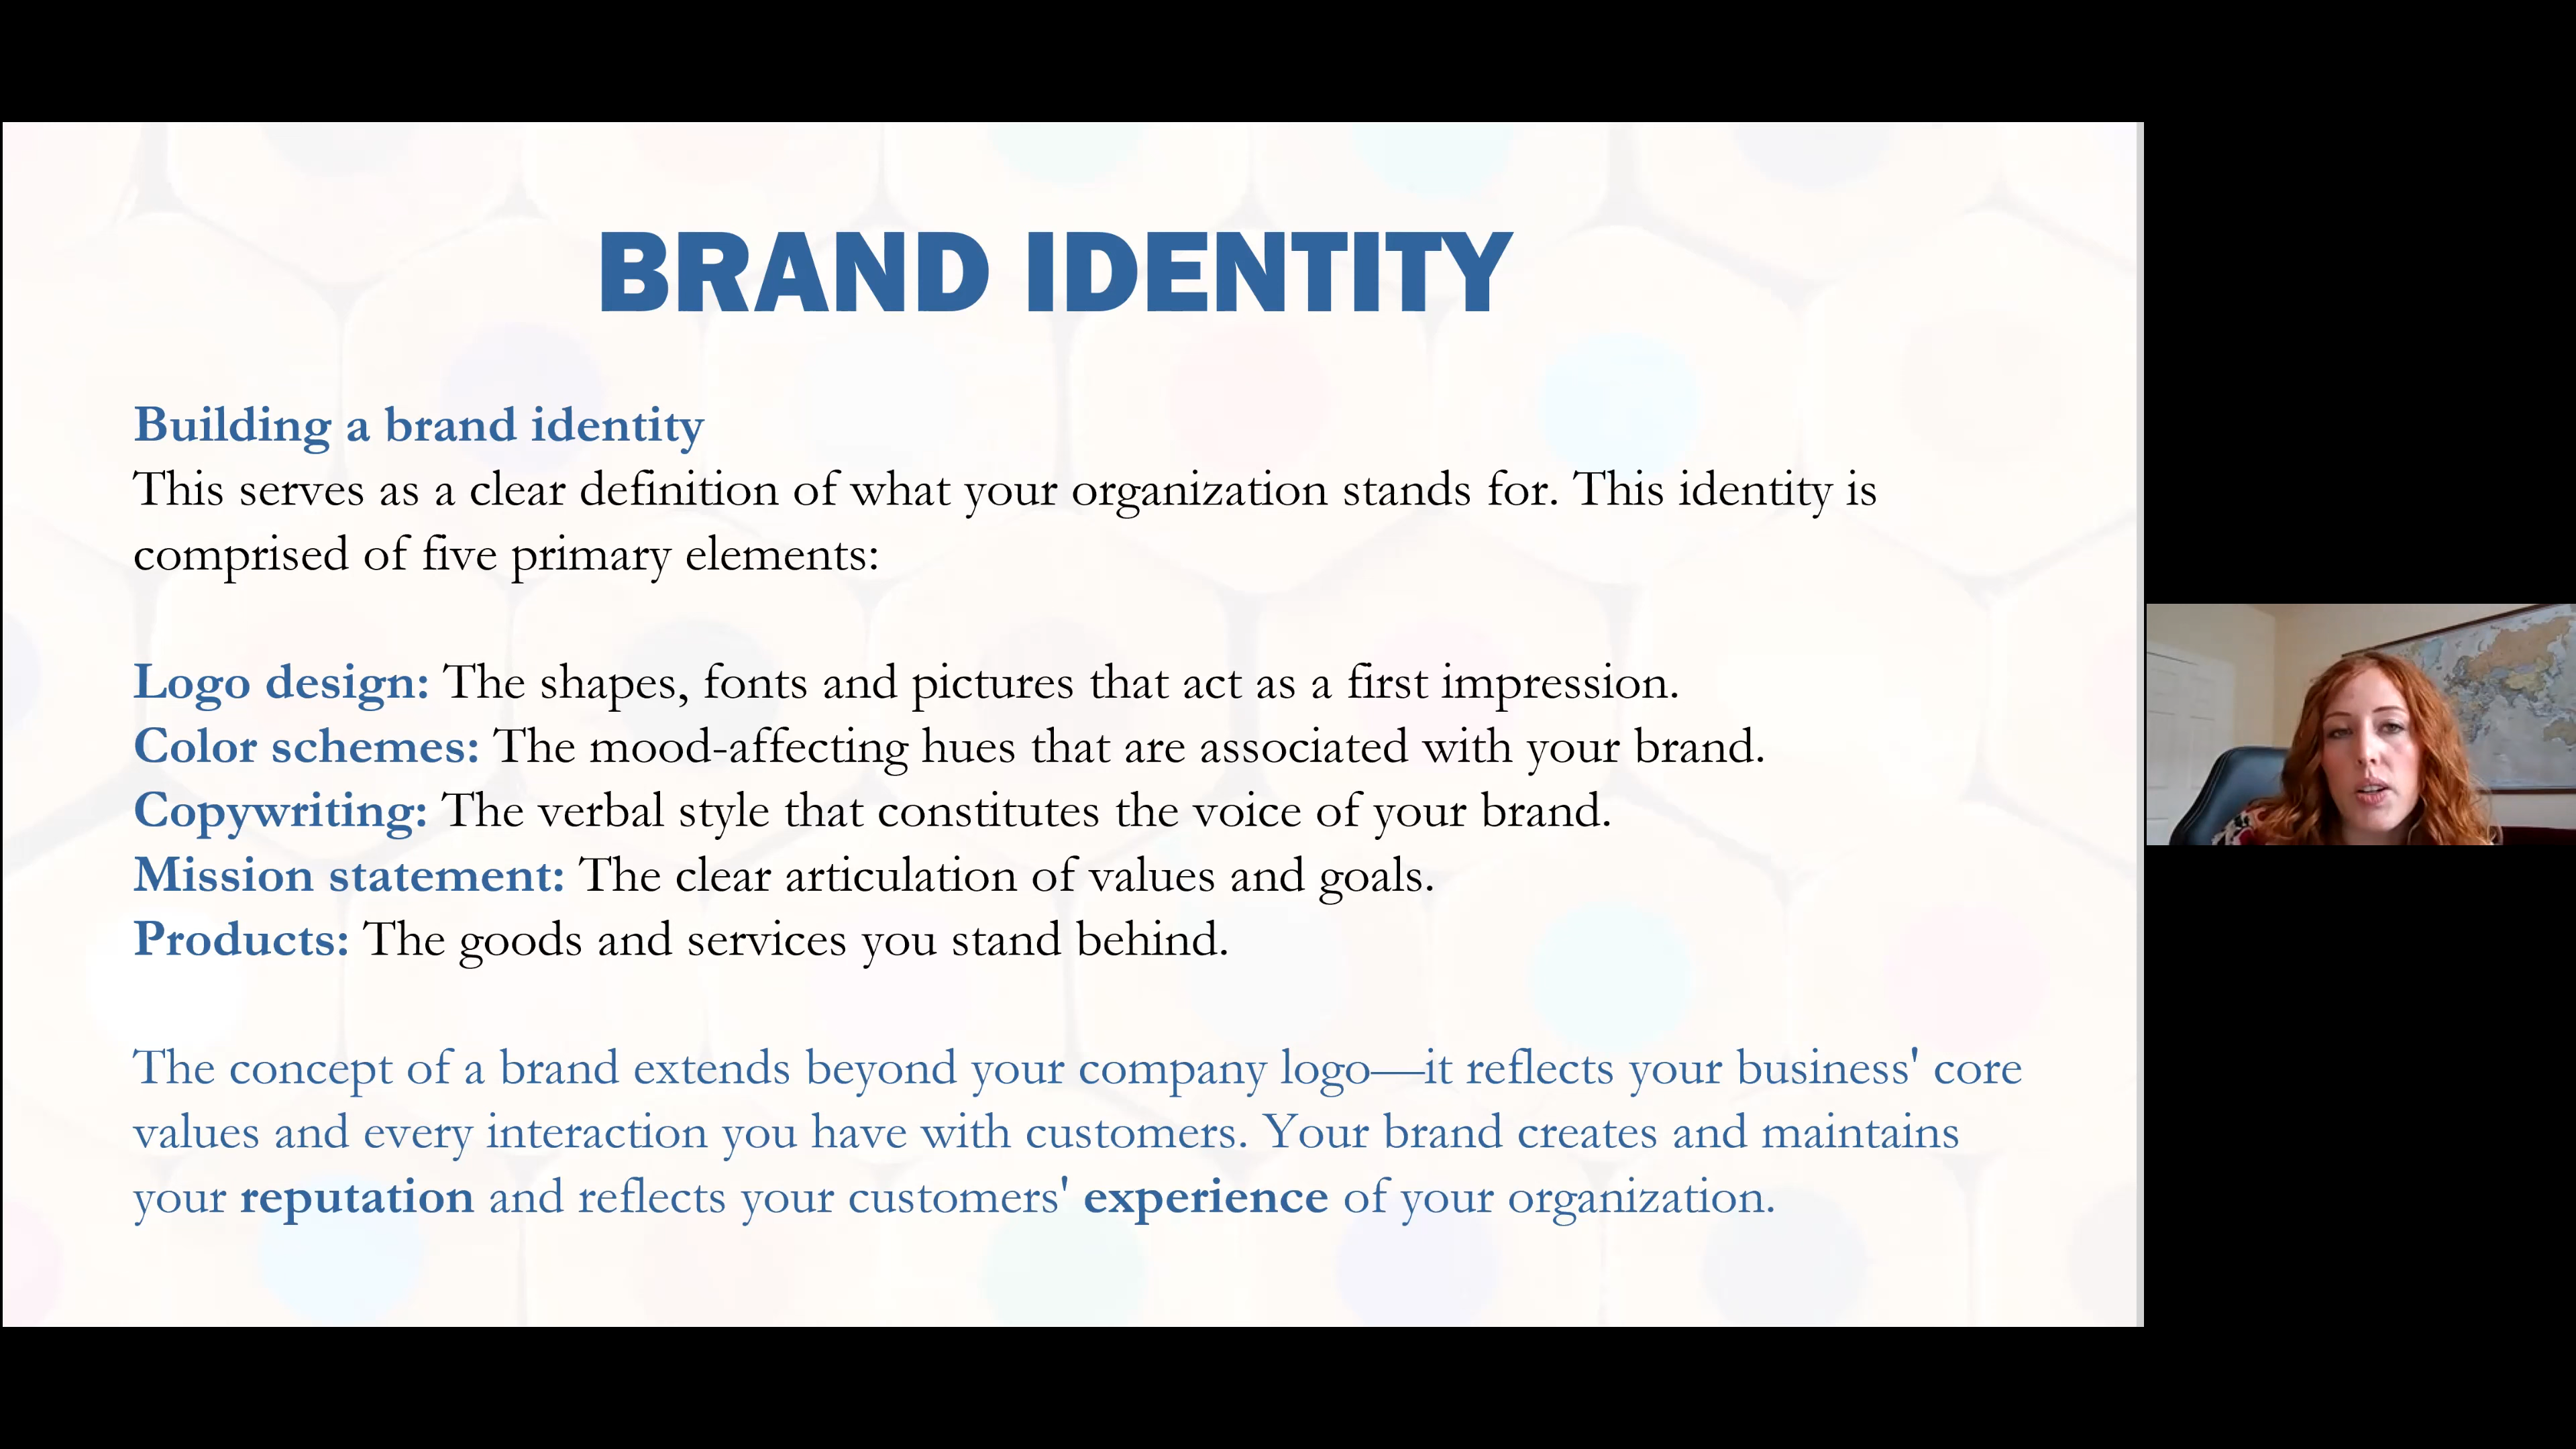 BRAND IDENTITY
Building a brand identity
This serves as a clear definition of what your organization stands for. This identity is
comprised of five primary elements:
Logo design: The shapes, fonts and pictures that act as a first impression.
Color schemes: The mood-affecting hues that are associated with your brand.
Copywriting: The verbal style that constitutes the voice of your brand.
Mission statement: The clear articulation of values and goals.
Products: The goods and services you stand behind.
The concept of a brand extends beyond your company logo—it reflects your business' core
values and every interaction you have with customers. Your brand creates and maintains
your reputation and reflects your customers' experience of your organization.